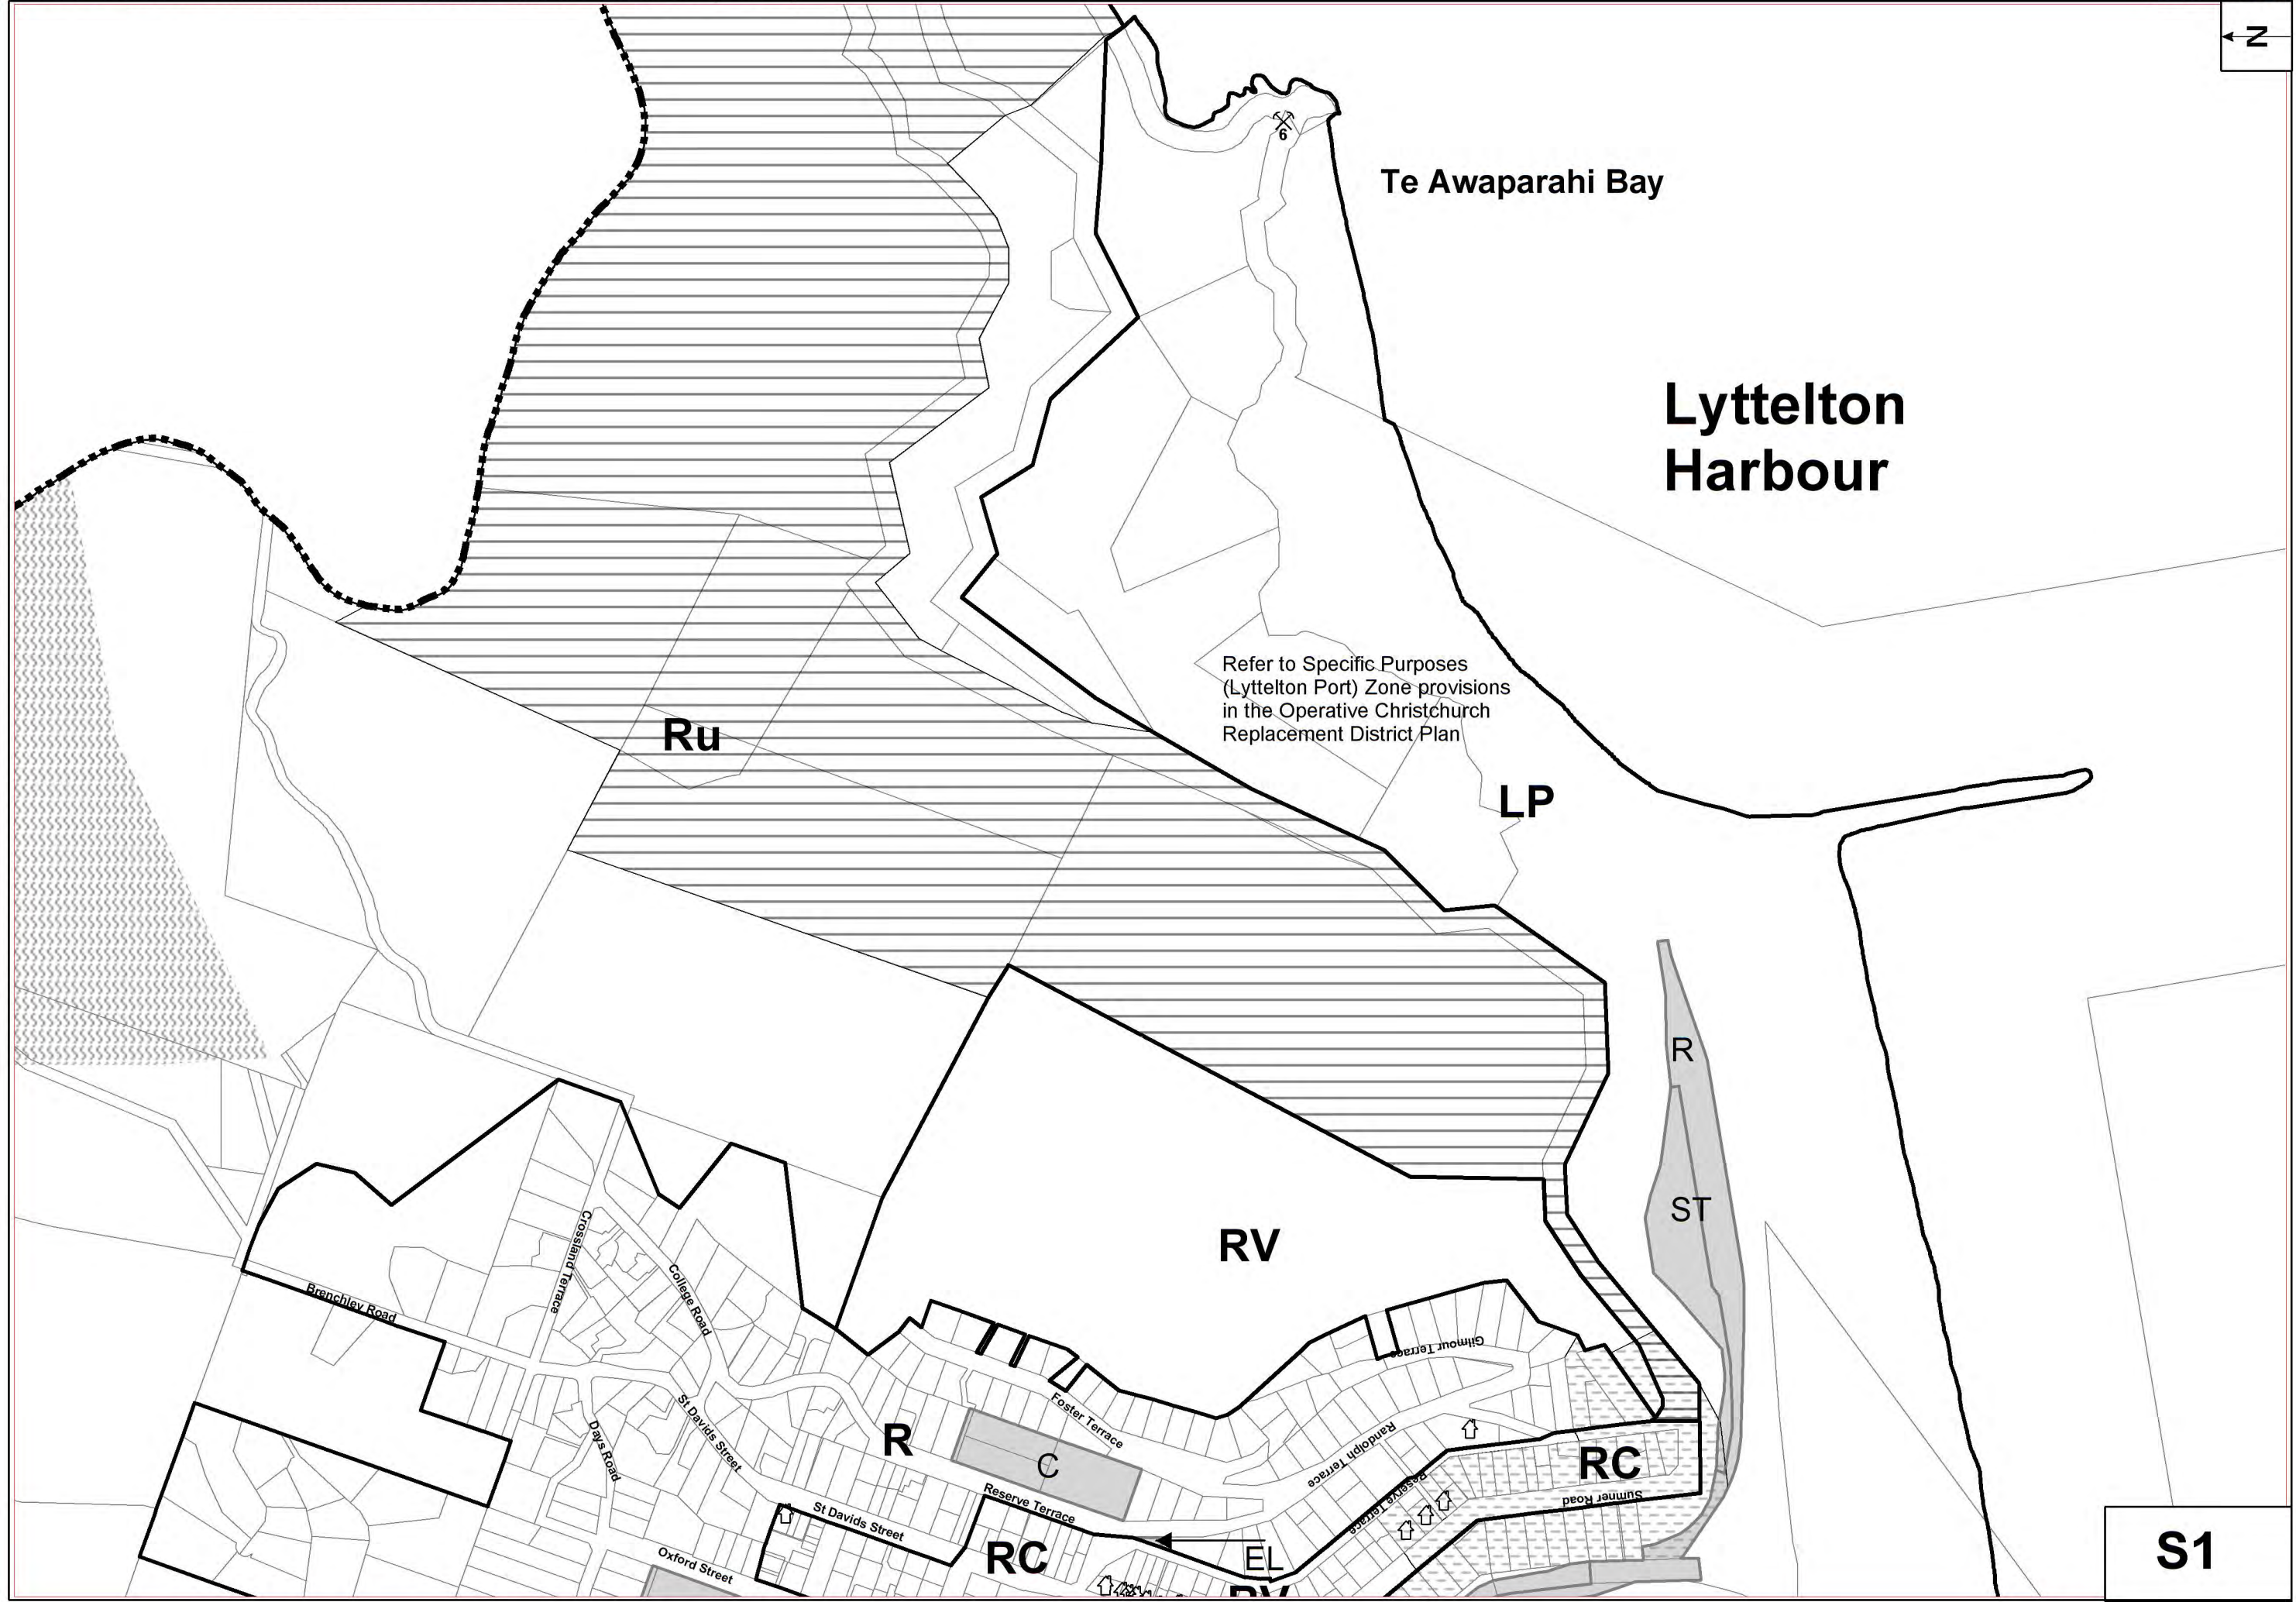 N
6
Te Awaparahi Bay
Lyttelton
Harbour
Refer to Specific Purposes
(Lyttelton Port) Zone provisions
in the Operative Christchurch
Replacement District Plan
Ru
LP
R
ST
RV
Crossland Terrace
College Road
Brenchley Road
Gilmour Terrace
Foster Terrace
St Davids Street
Days Road
R
C
Randolph Terrace
RC
Reserve Terrace
Sumner Road
Reserve Terrace
St Davids Street
RC
EL
Oxford Street
RV
S1